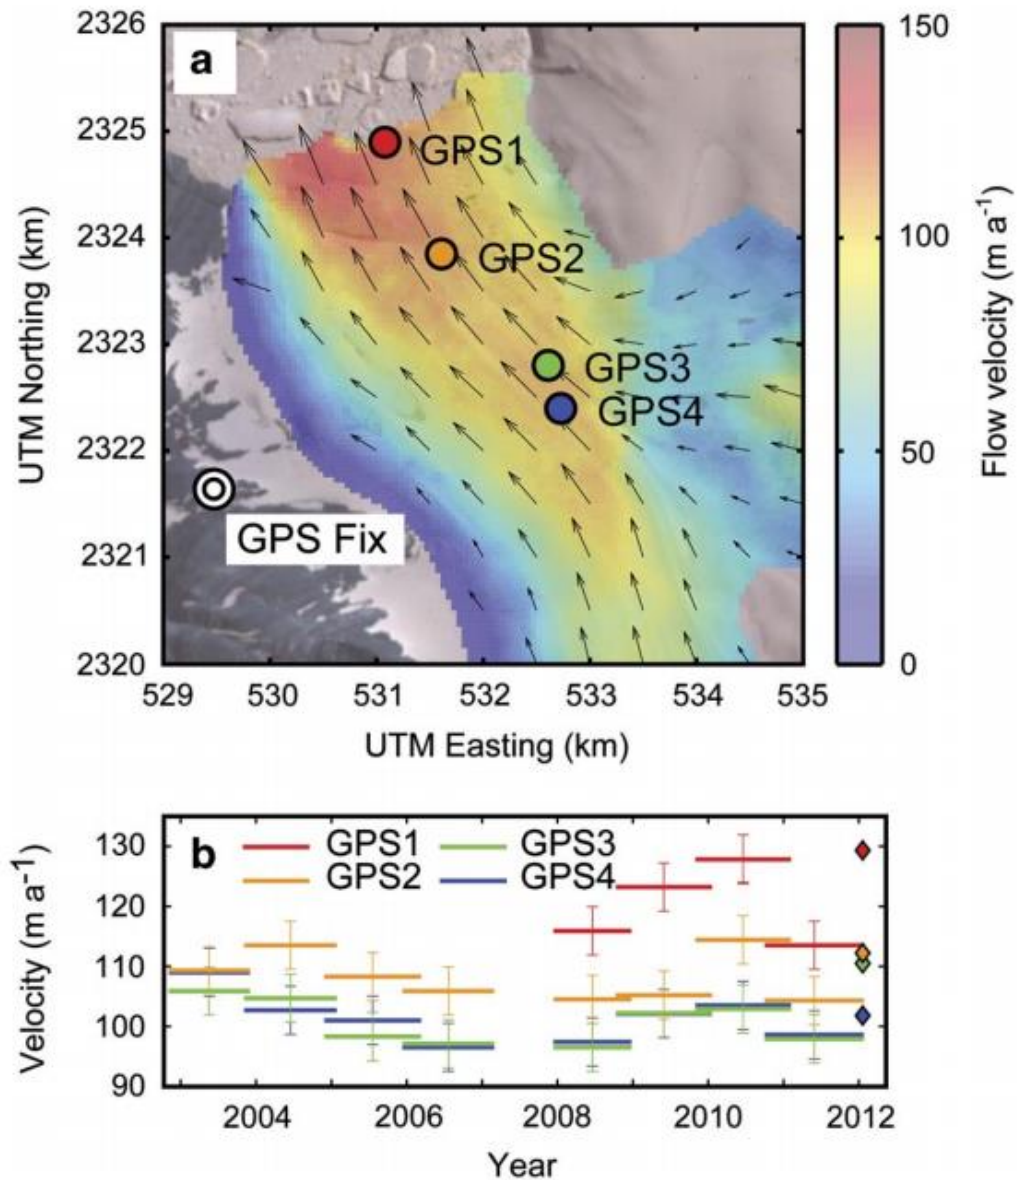 a
2326
2325
2324
2323
2322
2321
2320
UTM Northing (km)
GPS1
GPS2
GPS3
GPS4
GPS Fix
529 530 531 532 533 534 535
UTM Easting (km)
150
100
50
0
Flow velocity (m a⁻¹)
b
GPS1 GPS3
GPS2 GPS4
130
120
110
100
90
Velocity (m a⁻¹)
2004 2006 2008 2010 2012
Year